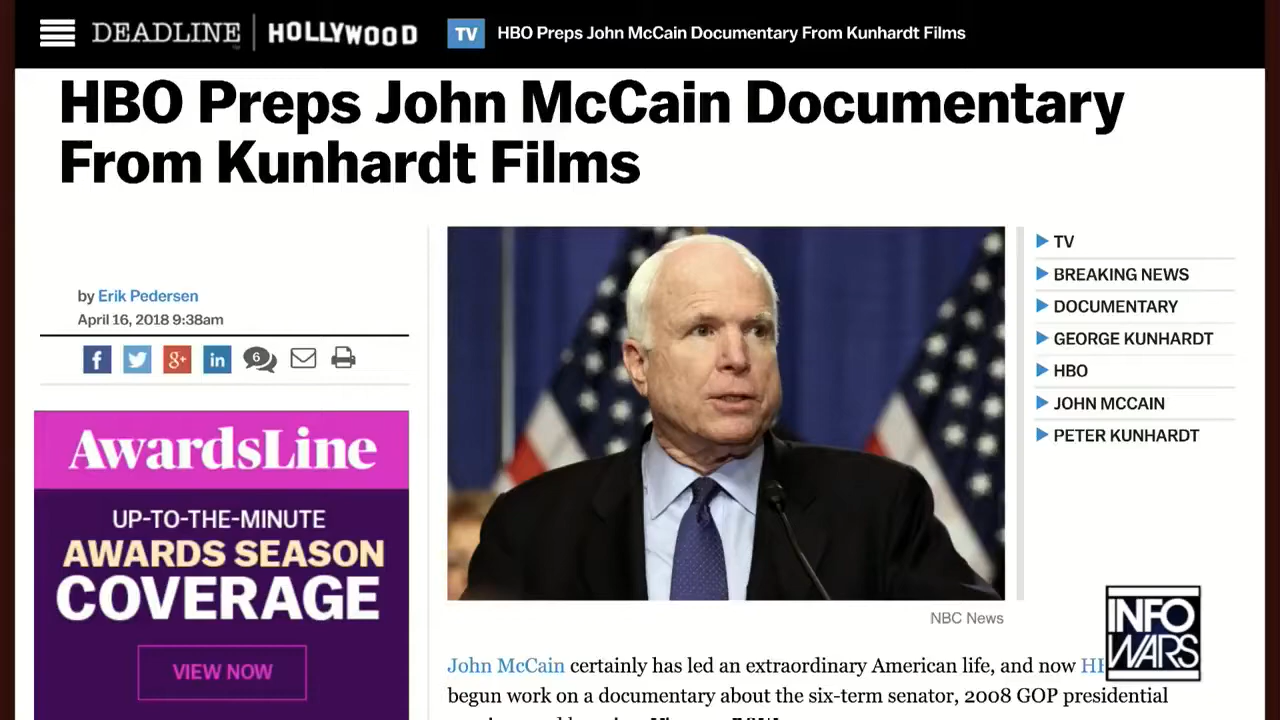 DEADLINE HOLLYWOOD TV HBO Preps John McCain Documentary From Kunhardt Films
HBO Preps John McCain Documentary
From Kunhardt Films
by Erik Pedersen
April 16, 2018 9:38am
f g+ in 6
AwardsLine
UP-TO-THE-MINUTE
AWARDS SEASON
COVERAGE
VIEW NOW
TV
BREAKING NEWS
DOCUMENTARY
GEORGE KUNHARDT
HBO
JOHN MCCAIN
PETER KUNHARDT
NBC News
John McCain certainly has led an extraordinary American life, and now
begun work on a documentary about the six-term senator, 2008 GOP presidential
INFO
WARS